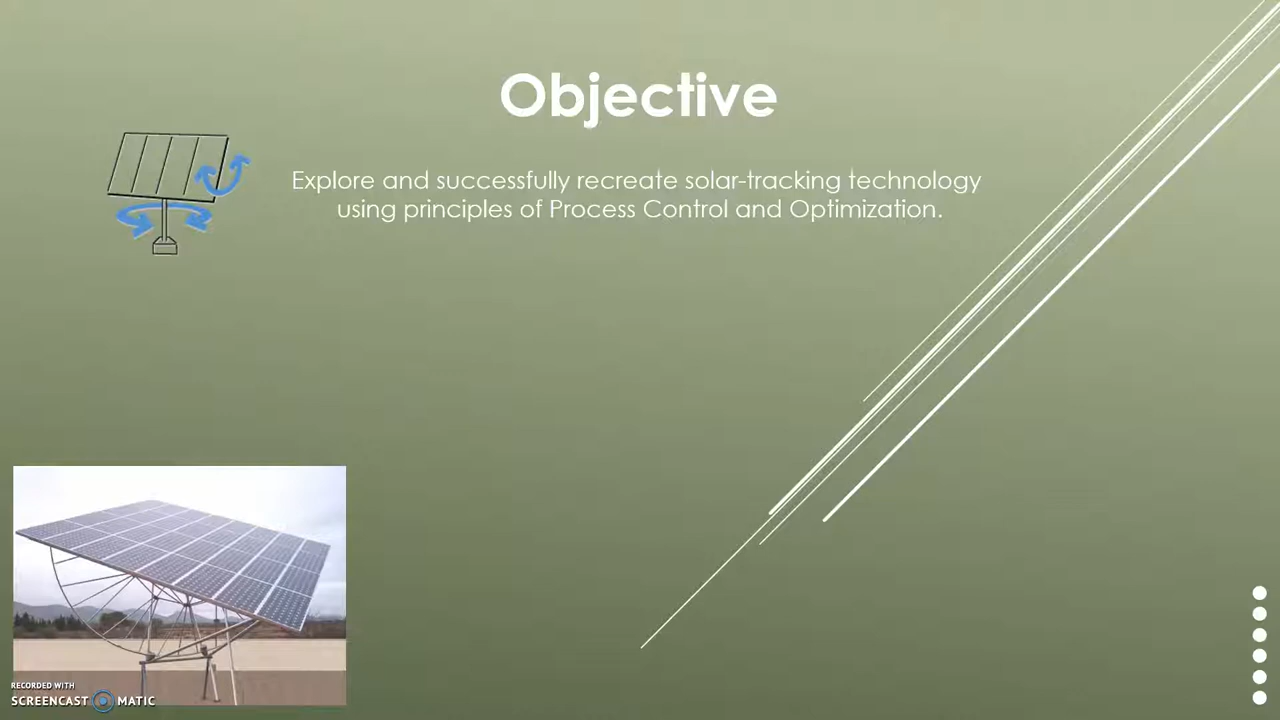 Objective
Explore and successfully recreate solar-tracking technology
using principles of Process Control and Optimization.
RECORDED WITH
SCREENCAST MATIC